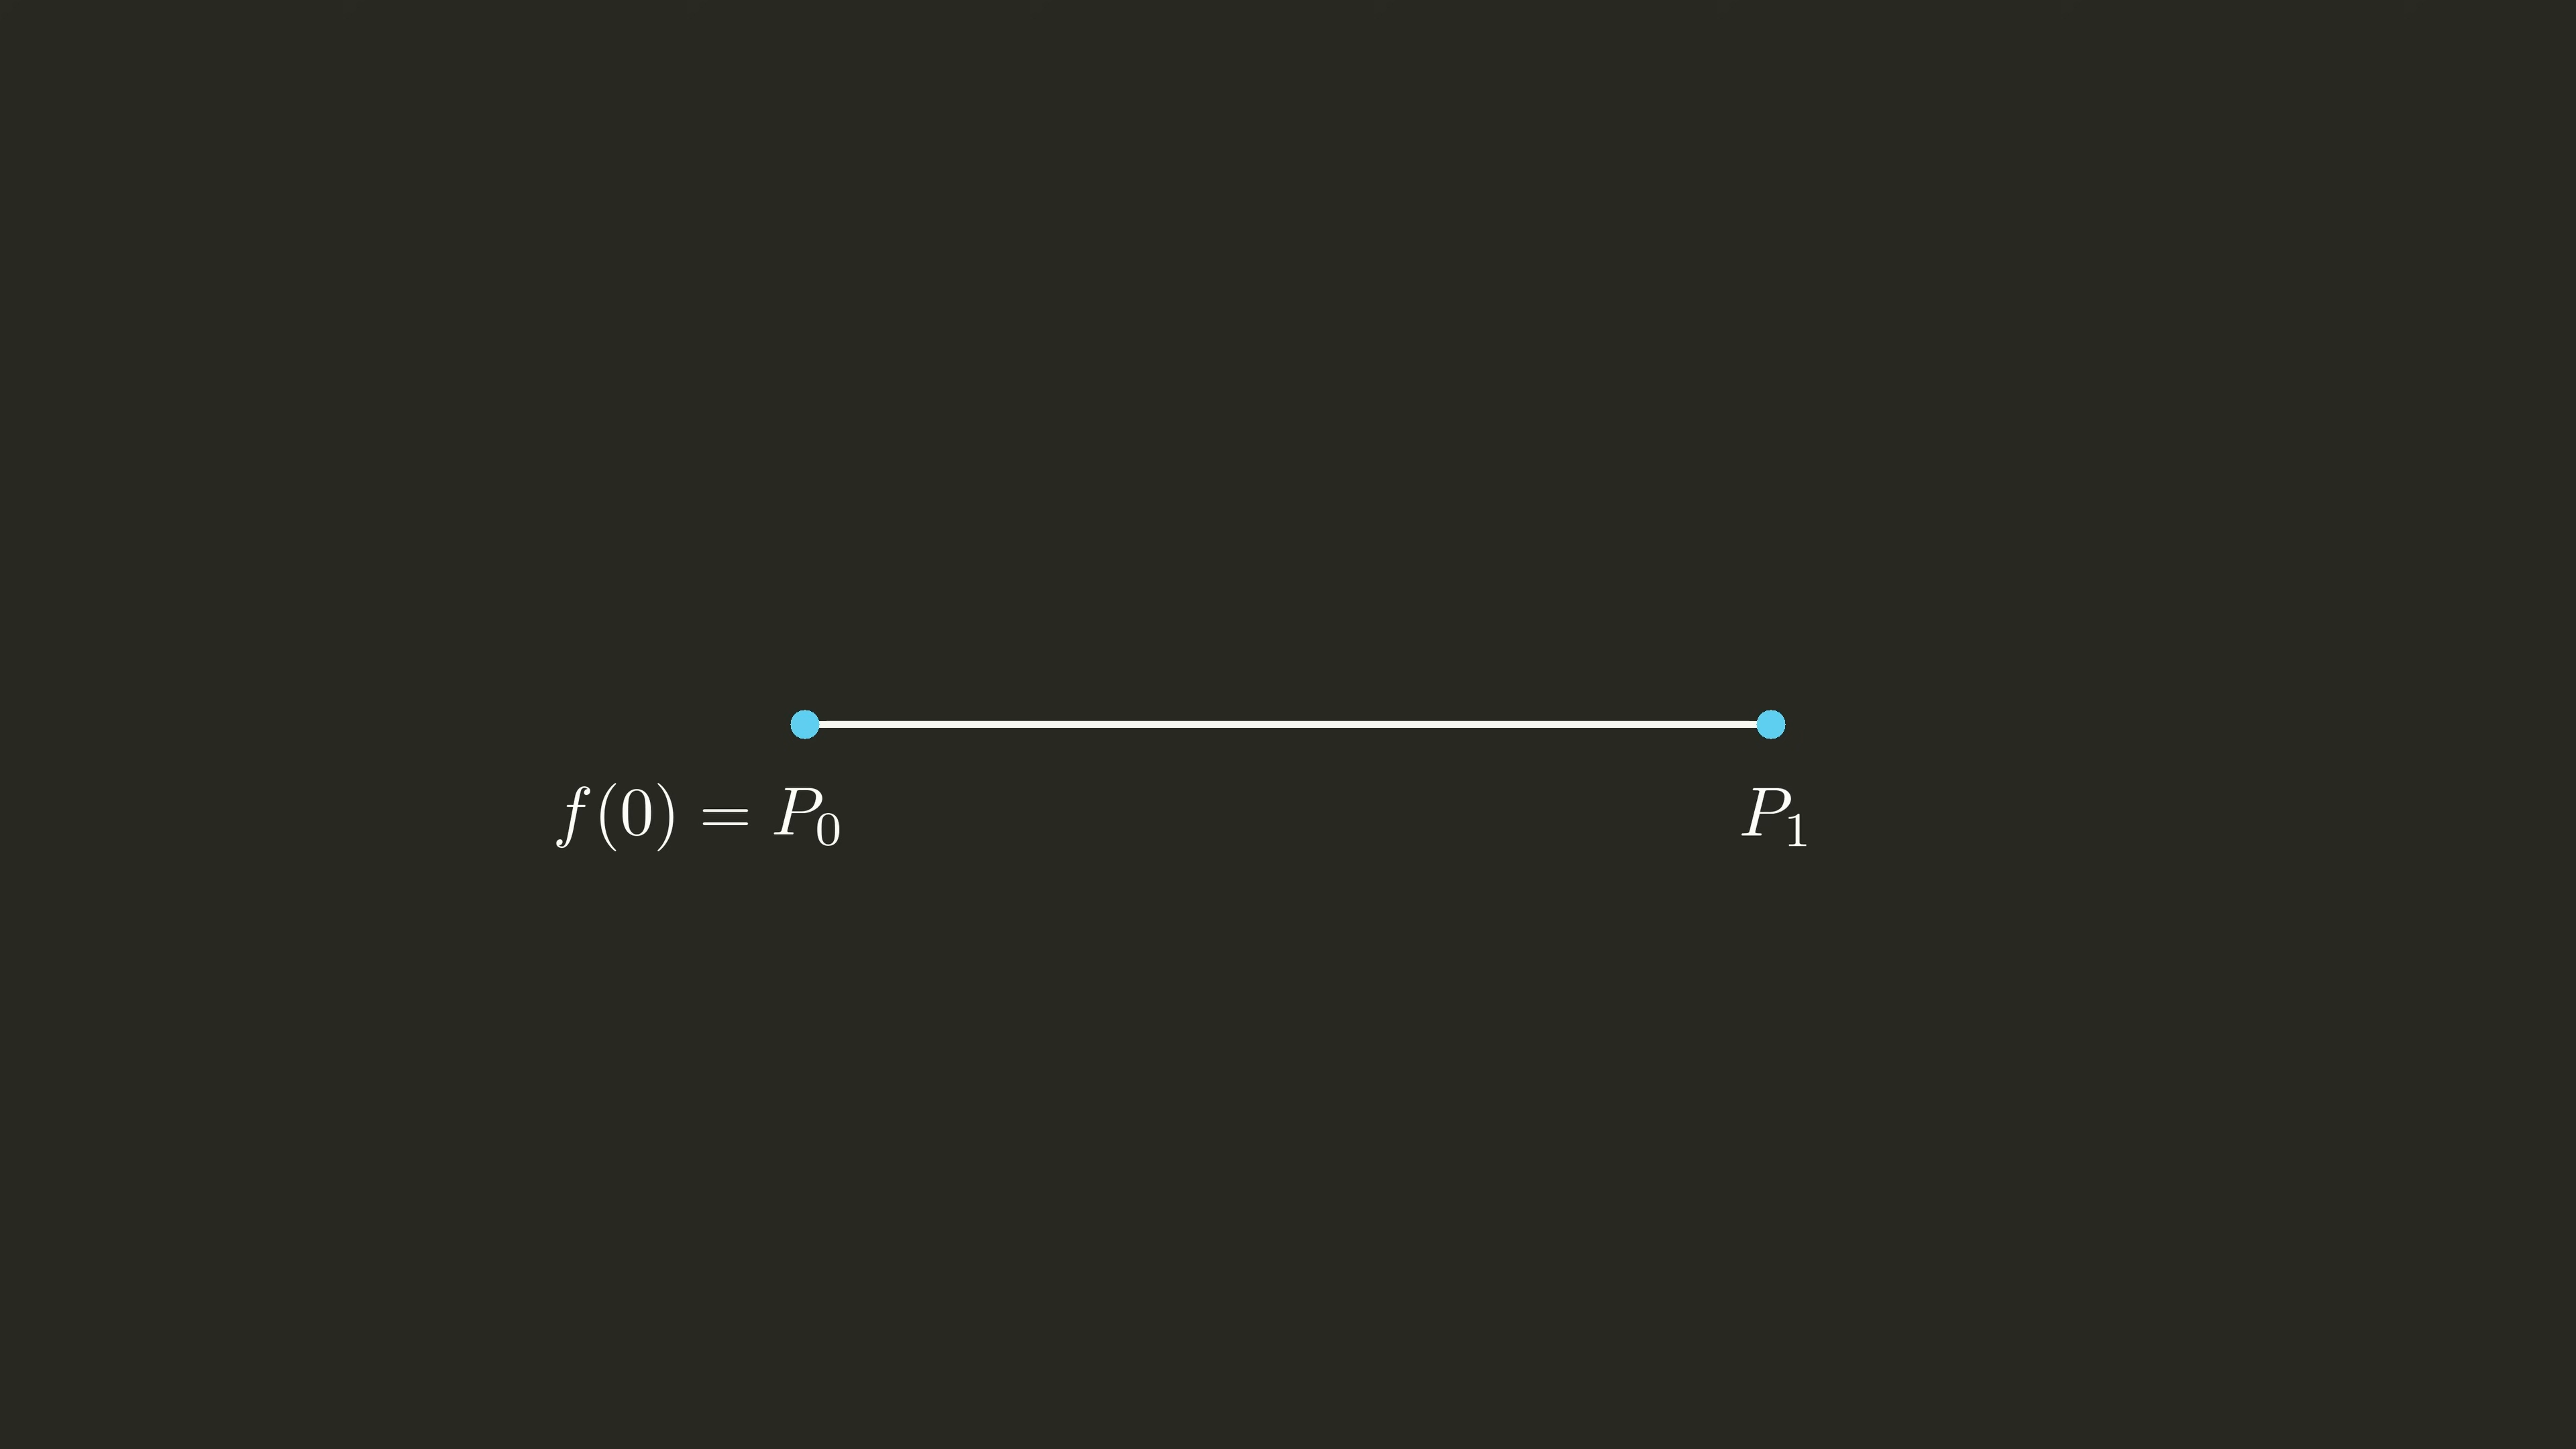 f(0) = P₀
P₁